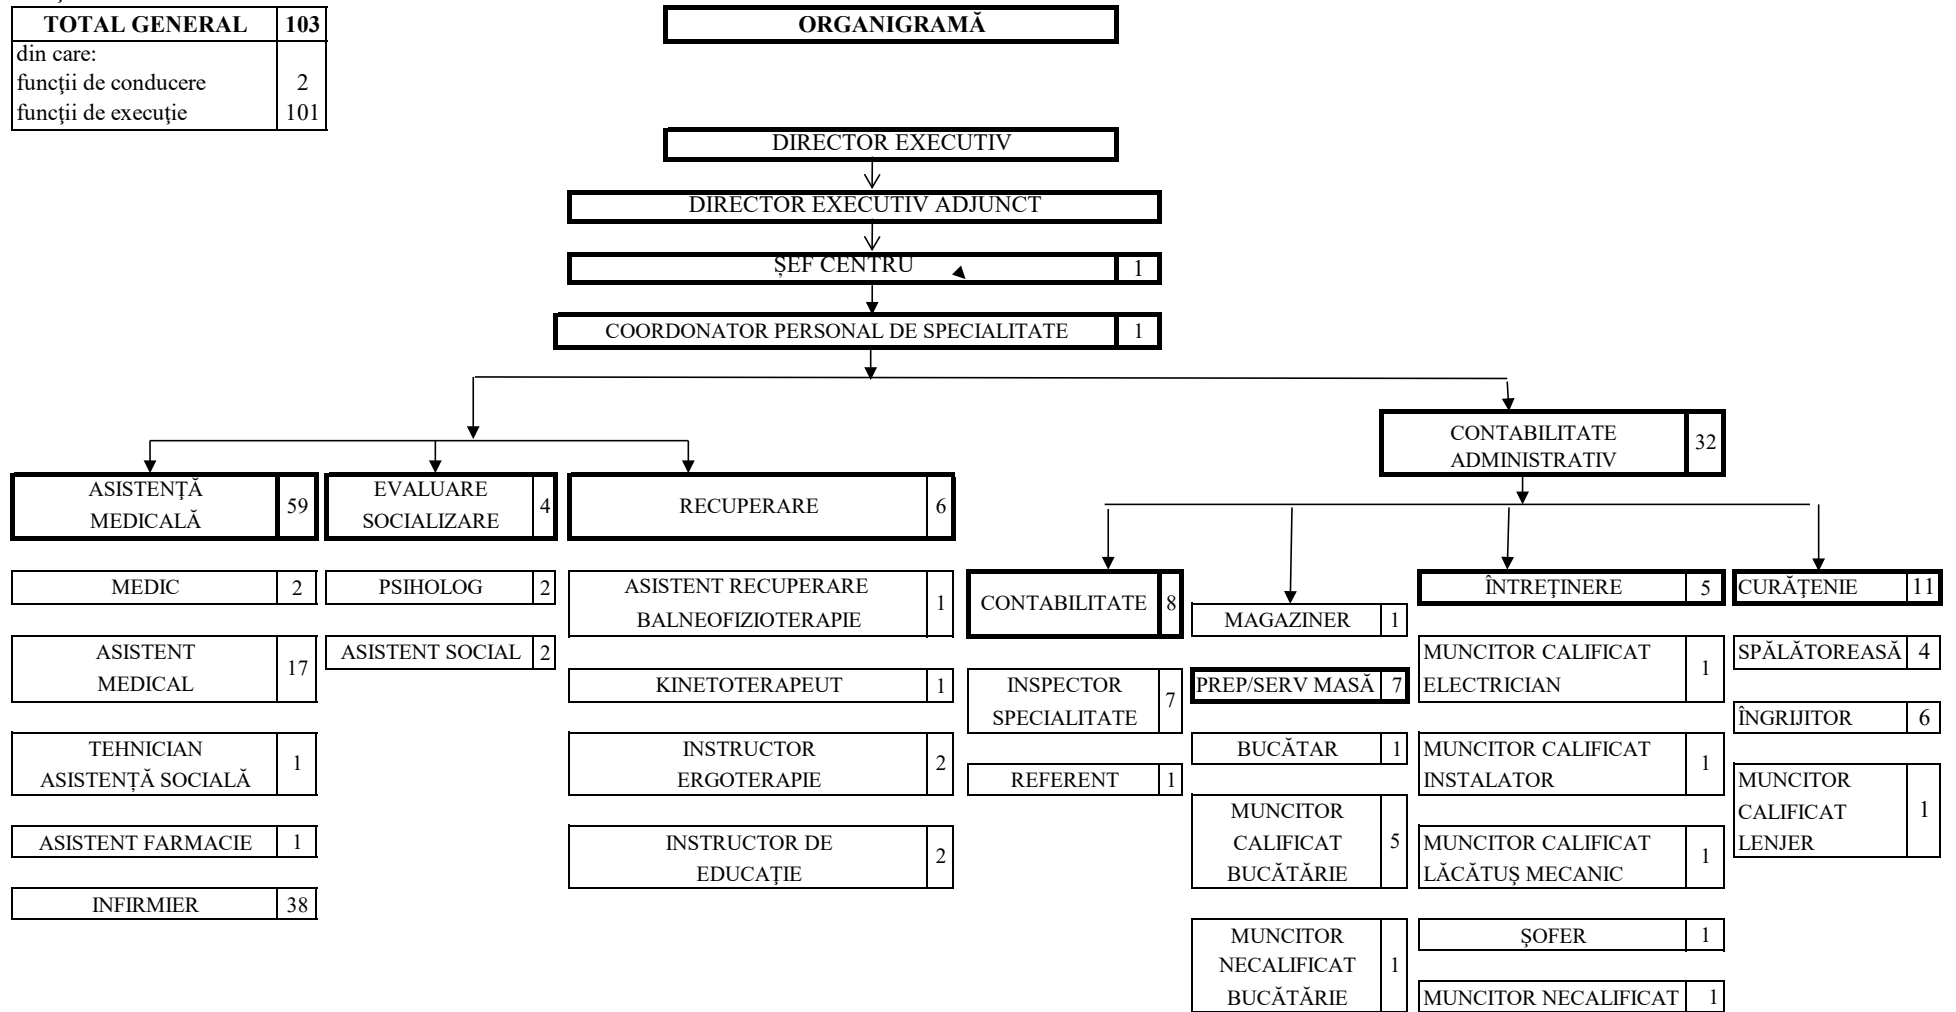 TOTAL GENERAL 103
din care:
funcţii de conducere 2
funcţii de execuţie 101
ORGANIGRAMĂ
DIRECTOR EXECUTIV
DIRECTOR EXECUTIV ADJUNCT
ȘEF CENTRU 1
COORDONATOR PERSONAL DE SPECIALITATE 1
CONTABILITATE
ADMINISTRATIV
32
ASISTENŢĂ
MEDICALĂ
59
EVALUARE
SOCIALIZARE
4
RECUPERARE 6
MEDIC 2
ASISTENT
MEDICAL
17
TEHNICIAN
ASISTENȚĂ SOCIALĂ
1
ASISTENT FARMACIE 1
INFIRMIER 38
PSIHOLOG 2
ASISTENT SOCIAL 2
ASISTENT RECUPERARE
BALNEOFIZIOTERAPIE
1
KINETOTERAPEUT 1
INSTRUCTOR
ERGOTERAPIE
2
INSTRUCTOR DE
EDUCAŢIE
2
CONTABILITATE 8
INSPECTOR
SPECIALITATE
7
REFERENT 1
MAGAZINER 1
PREP/SERV MASĂ 7
BUCĂTAR 1
MUNCITOR
CALIFICAT
BUCĂTĂRIE
5
MUNCITOR
NECALIFICAT
BUCĂTĂRIE
1
ÎNTREŢINERE 5
MUNCITOR CALIFICAT
ELECTRICIAN
1
MUNCITOR CALIFICAT
INSTALATOR
1
MUNCITOR CALIFICAT
LĂCĂTUŞ MECANIC
1
ŞOFER 1
MUNCITOR NECALIFICAT 1
CURĂŢENIE 11
SPĂLĂTOREASĂ 4
ÎNGRIJITOR 6
MUNCITOR
CALIFICAT
LENJER
1